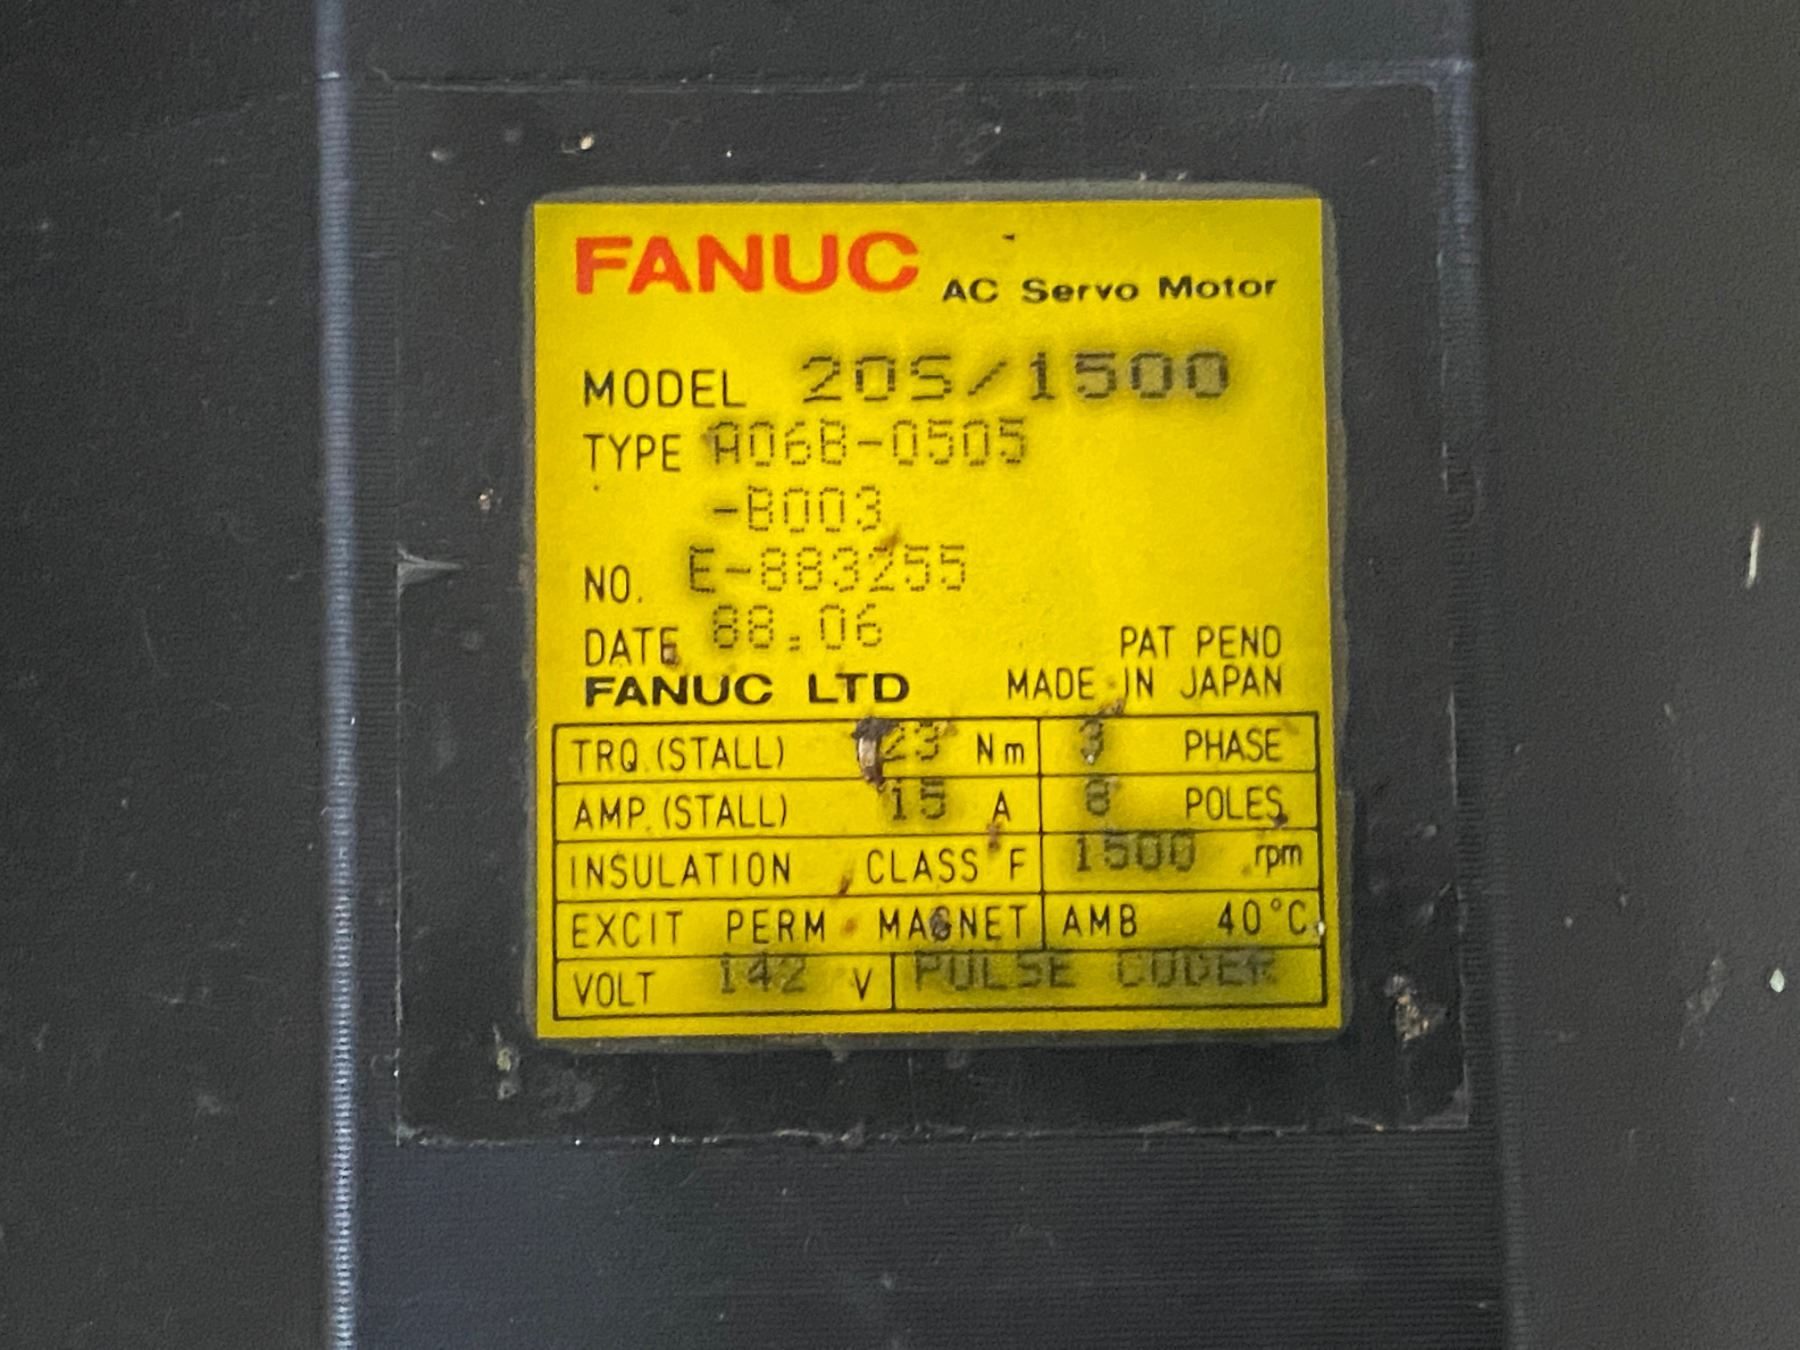 FANUC AC Servo Motor
MODEL 20S/1500
TYPE A06B-0505
-B003
NO. E-883255
DATE 88.06
PAT PEND
FANUC LTD MADE IN JAPAN
TRQ.(STALL) 23 Nm 3 PHASE
AMP.(STALL) 15 A 8 POLES
INSULATION CLASS F 1500 rpm
EXCIT PERM MAGNET AMB 40°C
VOLT 142 V PULSE CODER